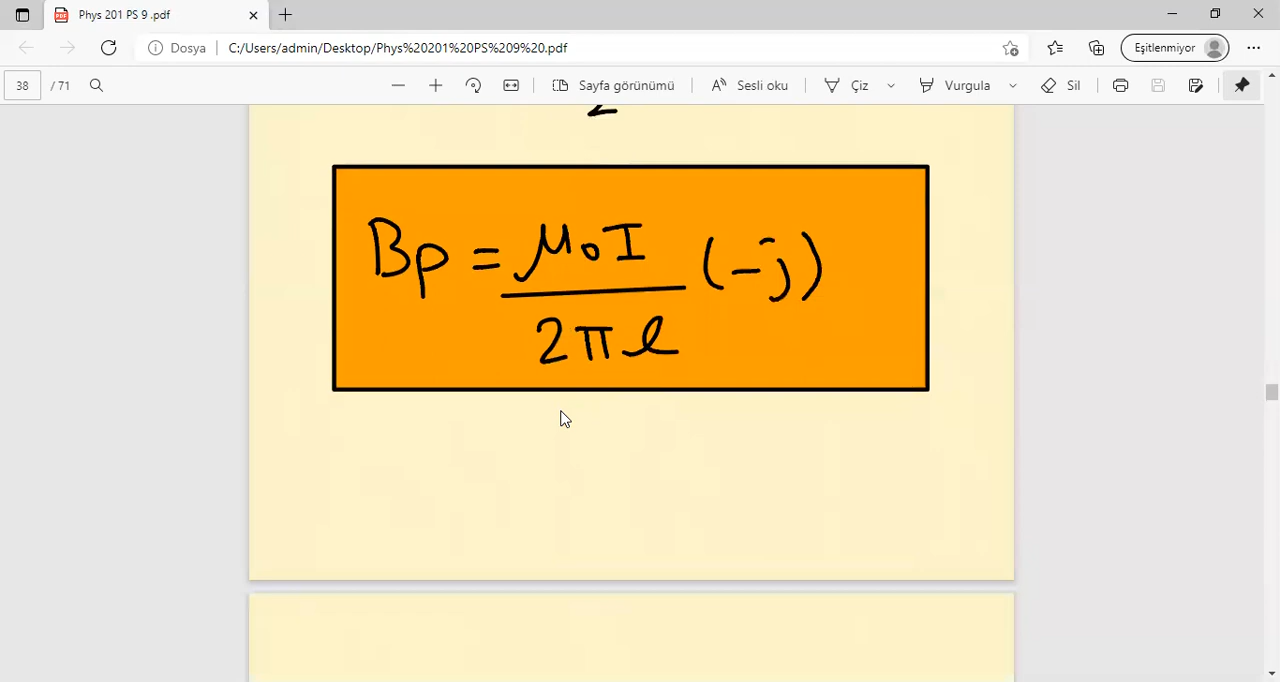 Phys 201 PS 9 .pdf
Dosya C:/Users/admin/Desktop/Phys%20201%20PS%209%20.pdf Eşitlenmiyor
38 / 71 Sayfa görünümü Sesli oku Çiz Vurgula Sil
2
Bp = μ₀I / 2πℓ (-ĵ)